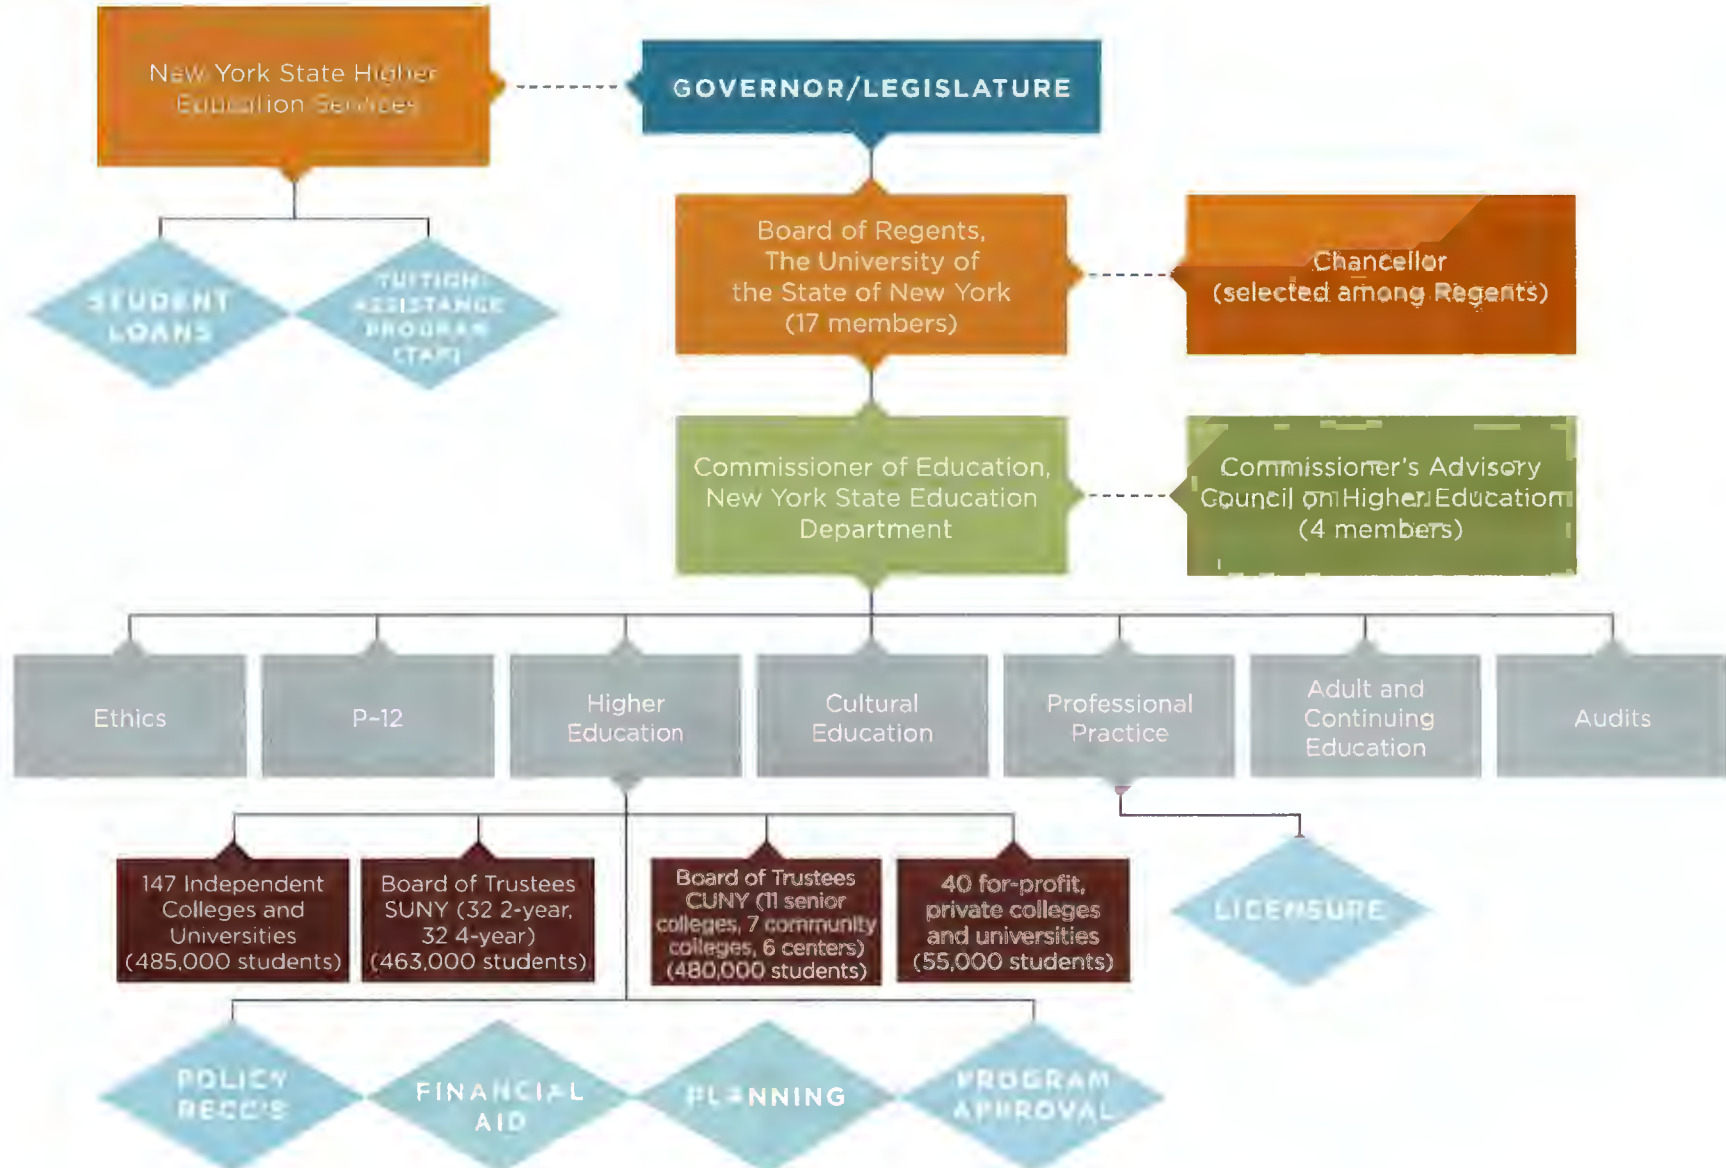 New York State Higher
Education Services
GOVERNOR/LEGISLATURE
STUDENT
LOANS
TUITION
ASSISTANCE
PROGRAM
(TAP)
Board of Regents,
The University of
the State of New York
(17 members)
Chancellor
(selected among Regents)
Commissioner of Education,
New York State Education
Department
Commissioner's Advisory
Council on Higher Education
(4 members)
Ethics
P-12
Higher
Education
Cultural
Education
Professional
Practice
Adult and
Continuing
Education
Audits
147 Independent
Colleges and
Universities
(485,000 students)
Board of Trustees
SUNY (32 2-year,
32 4-year)
(463,000 students)
Board of Trustees
CUNY (11 senior
colleges, 7 community
colleges, 6 centers)
(480,000 students)
40 for-profit,
private colleges
and universities
(55,000 students)
LICENSURE
POLICY
RECC'S
FINANCIAL
AID
PLANNING
PROGRAM
APPROVAL